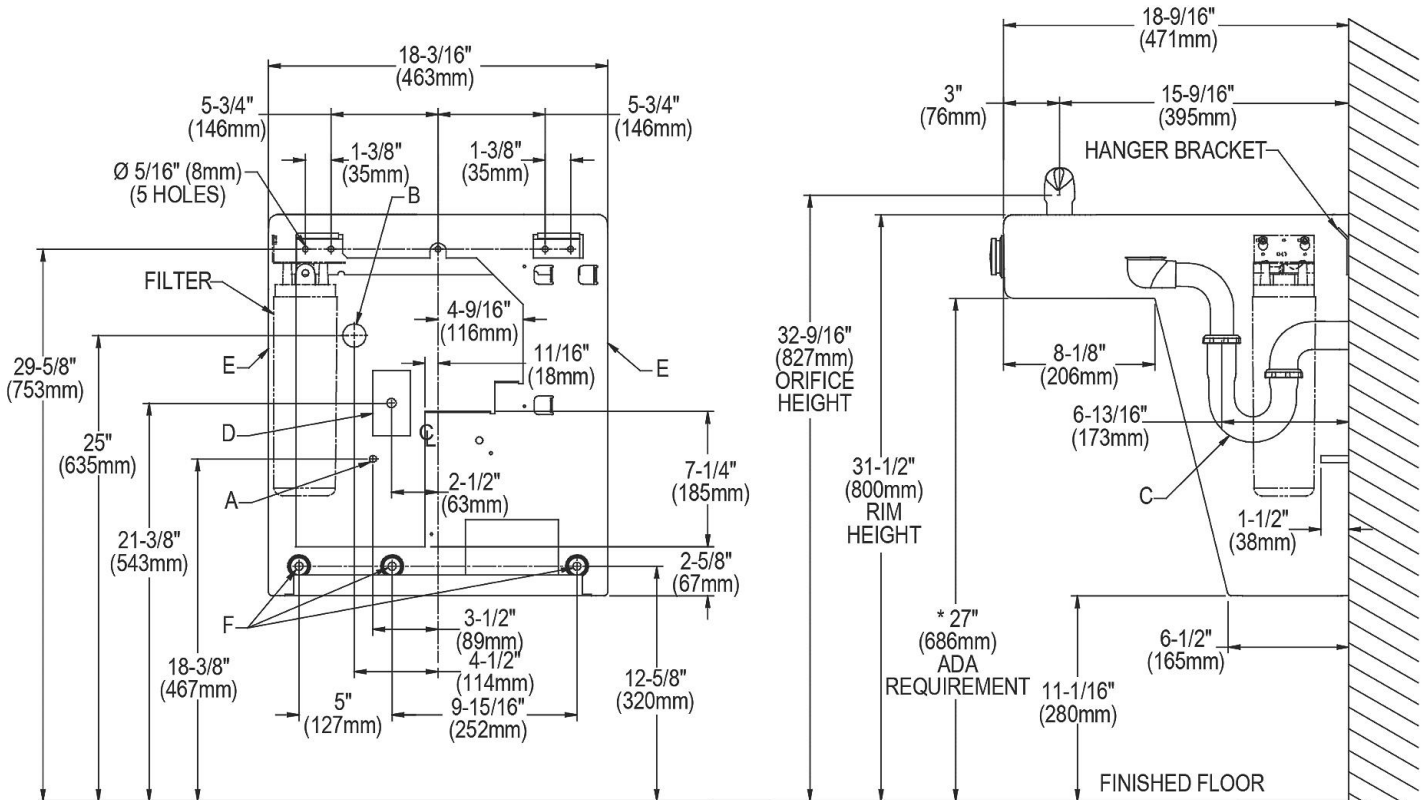 18-3/16"
(463mm)
5-3/4"
(146mm)
5-3/4"
(146mm)
1-3/8"
(35mm)
1-3/8"
(35mm)
Ø 5/16" (8mm)
(5 HOLES)
B
FILTER
4-9/16"
(116mm)
11/16"
(18mm)
E
E
29-5/8"
(753mm)
D
CL
25"
(635mm)
A
2-1/2"
(63mm)
7-1/4"
(185mm)
21-3/8"
(543mm)
2-5/8"
(67mm)
F
3-1/2"
(89mm)
18-3/8"
(467mm)
4-1/2"
(114mm)
12-5/8"
(320mm)
5"
(127mm)
9-15/16"
(252mm)
18-9/16"
(471mm)
3"
(76mm)
15-9/16"
(395mm)
HANGER BRACKET
32-9/16"
(827mm)
ORIFICE
HEIGHT
8-1/8"
(206mm)
6-13/16"
(173mm)
31-1/2"
(800mm)
RIM
HEIGHT
C
1-1/2"
(38mm)
* 27"
(686mm)
ADA
REQUIREMENT
6-1/2"
(165mm)
11-1/16"
(280mm)
FINISHED FLOOR